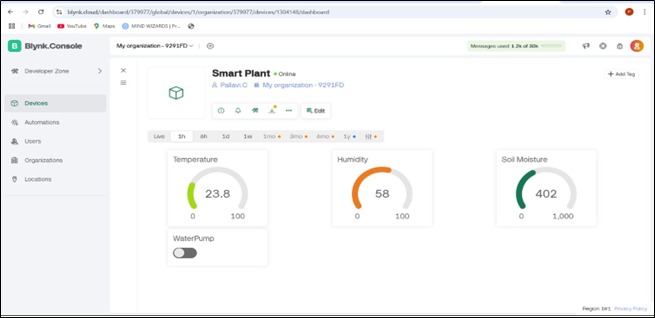 blynk.cloud/dashboard/379977/global/devices/1/organization/379977/devices/1304148/dashboard
Gmail YouTube Maps MIND WIZARDS | Pr...
B Blynk.Console
My organization - 9291FD
Messages used 1.2k of 30k
Developer Zone
Devices
Automations
Users
Organizations
Locations
Smart Plant Online
Pallavi.C My organization - 9291FD
Add Tag
Edit
Live 1h 6h 1d 1w 1mo 3mo 6mo 1y
Temperature
23.8
0 100
Humidity
58
0 100
Soil Moisture
402
0 1,000
WaterPump
Region: blr1 Privacy Policy